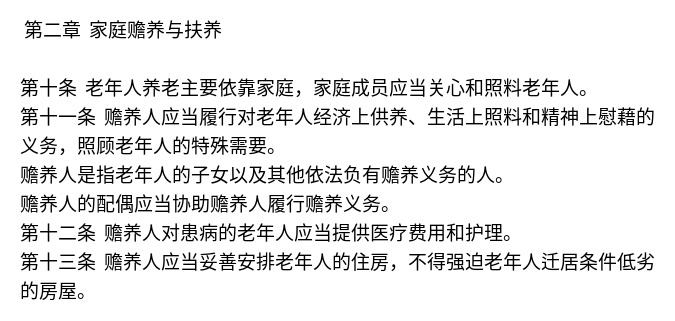 第二章 家庭赡养与扶养
第十条 老年人养老主要依靠家庭，家庭成员应当关心和照料老年人。
第十一条 赡养人应当履行对老年人经济上供养、生活上照料和精神上慰藉的
义务，照顾老年人的特殊需要。
赡养人是指老年人的子女以及其他依法负有赡养义务的人。
赡养人的配偶应当协助赡养人履行赡养义务。
第十二条 赡养人对患病的老年人应当提供医疗费用和护理。
第十三条 赡养人应当妥善安排老年人的住房，不得强迫老年人迁居条件低劣
的房屋。